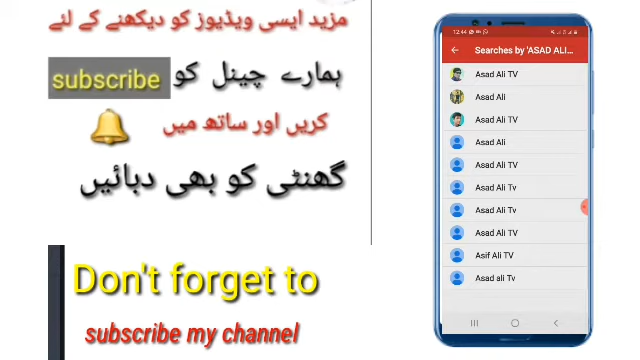 مزید ایسی ویڈیوز کو دیکھنے کے لئے
ہمارے چینل کو subscribe
کریں اور ساتھ میں
گھنٹی کو بھی دبائیں
Don't forget to
subscribe my channel
12:44
Searches by 'ASAD ALI...
Asad Ali TV
Asad Ali
Asad Ali TV
Asad Ali
Asad Ali TV
Asad Ali Tv
Asad Ali Tv
Asad Ali TV
Asif Ali TV
Asad ali Tv